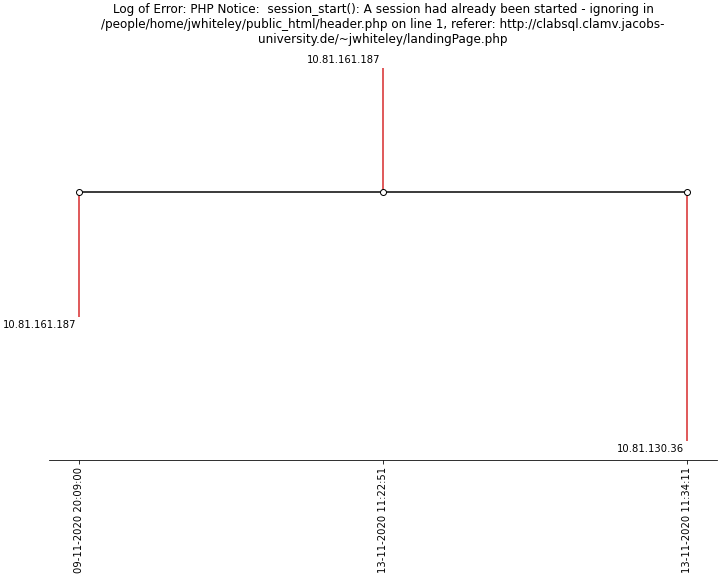 Log of Error: PHP Notice:  session_start(): A session had already been started - ignoring in
/people/home/jwhiteley/public_html/header.php on line 1, referer: http://clabsql.clamv.jacobs-
university.de/~jwhiteley/landingPage.php
10.81.161.187
10.81.161.187
10.81.130.36
09-11-2020 20:09:00
13-11-2020 11:22:51
13-11-2020 11:34:11